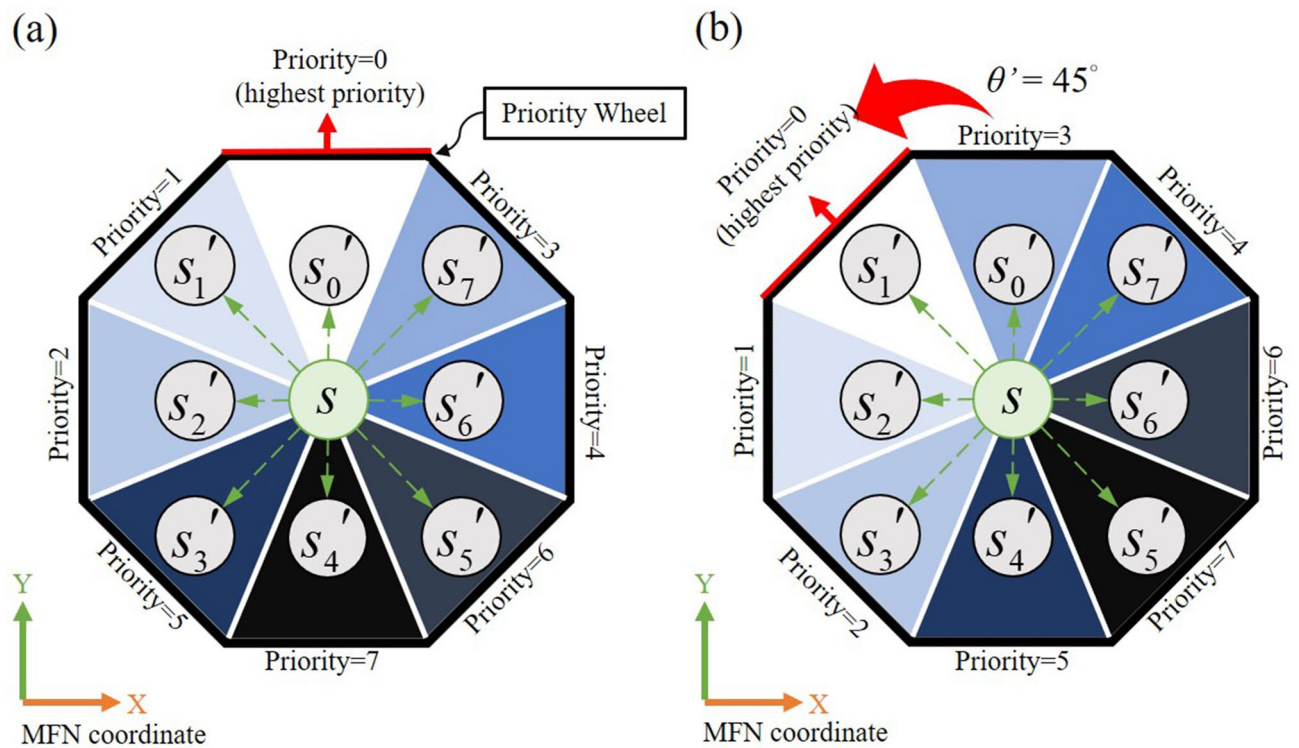 (a)
Priority=0
(highest priority)
Priority Wheel
Priority=1
Priority=3
s1′
s0′
s7′
Priority=2
s2′
s
s6′
Priority=4
s3′
s4′
s5′
Priority=5
Priority=6
Priority=7
Y
X
MFN coordinate
(b)
θ’= 45°
Priority=0
(highest priority)
Priority=3
Priority=4
s1′
s0′
s7′
Priority=1
s2′
s
s6′
Priority=6
s3′
s4′
s5′
Priority=2
Priority=7
Priority=5
Y
X
MFN coordinate